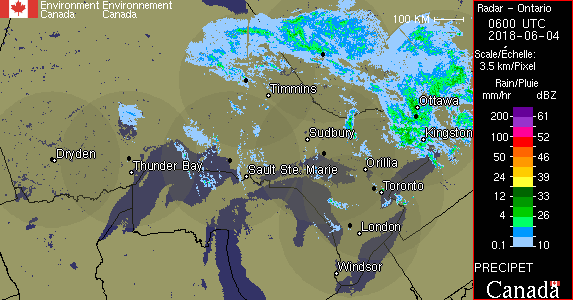 Environment Environnement
Canada Canada
100 KM
Timmins
Ottawa
Sudbury
Kingston
Dryden
Thunder Bay
Sault Ste. Marie
Orillia
Toronto
London
Windsor
Radar - Ontario
0600 UTC
2018-06-04
Scale/Échelle:
3.5 km/Pixel
Rain/Pluie
mm/hr dBZ
200 61
100 52
50 46
24 39
12 33
4 26
0.1 10
PRECIPET
Canada